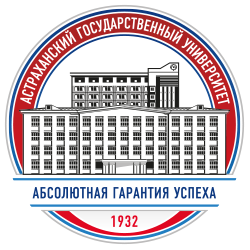 АСТРАХАНСКИЙ ГОСУДАРСТВЕННЫЙ УНИВЕРСИТЕТ
АБСОЛЮТНАЯ ГАРАНТИЯ УСПЕХА
1932